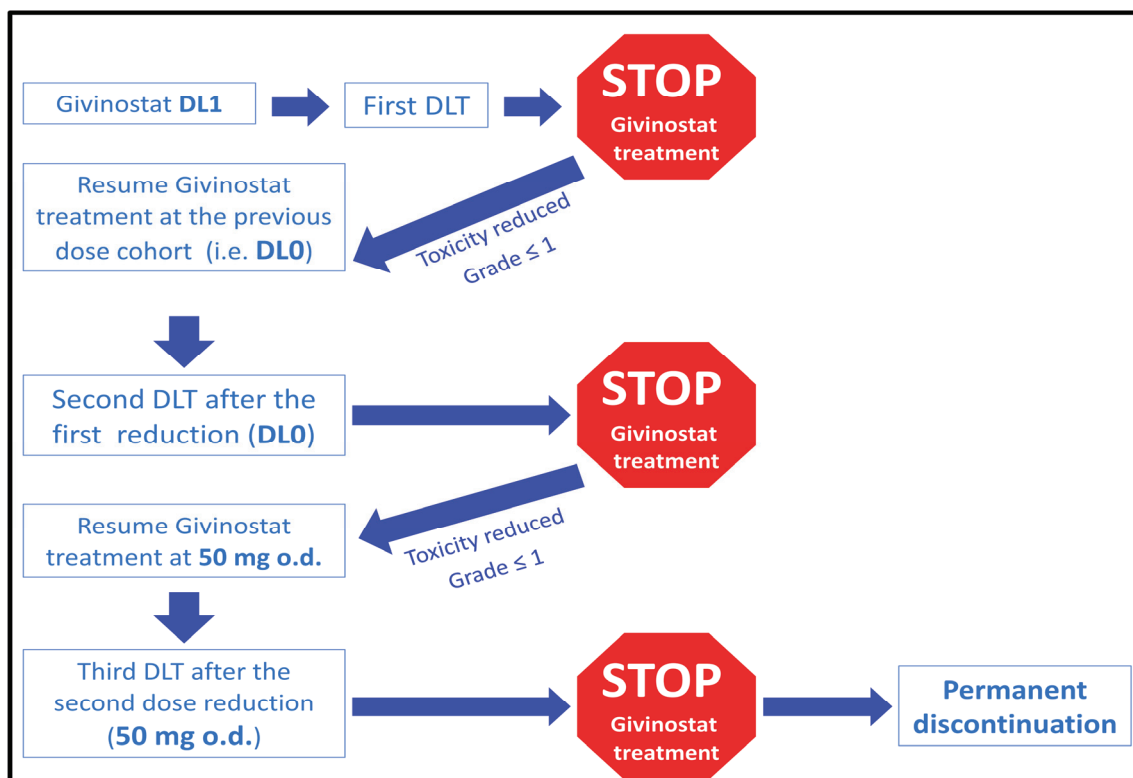 Givinostat DL1
First DLT
STOP
Givinostat
treatment
Resume Givinostat
treatment at the previous
dose cohort (i.e. DL0)
Toxicity reduced
Grade ≤ 1
Second DLT after the
first reduction (DL0)
STOP
Givinostat
treatment
Resume Givinostat
treatment at 50 mg o.d.
Toxicity reduced
Grade ≤ 1
Third DLT after the
second dose reduction
(50 mg o.d.)
STOP
Givinostat
treatment
Permanent
discontinuation